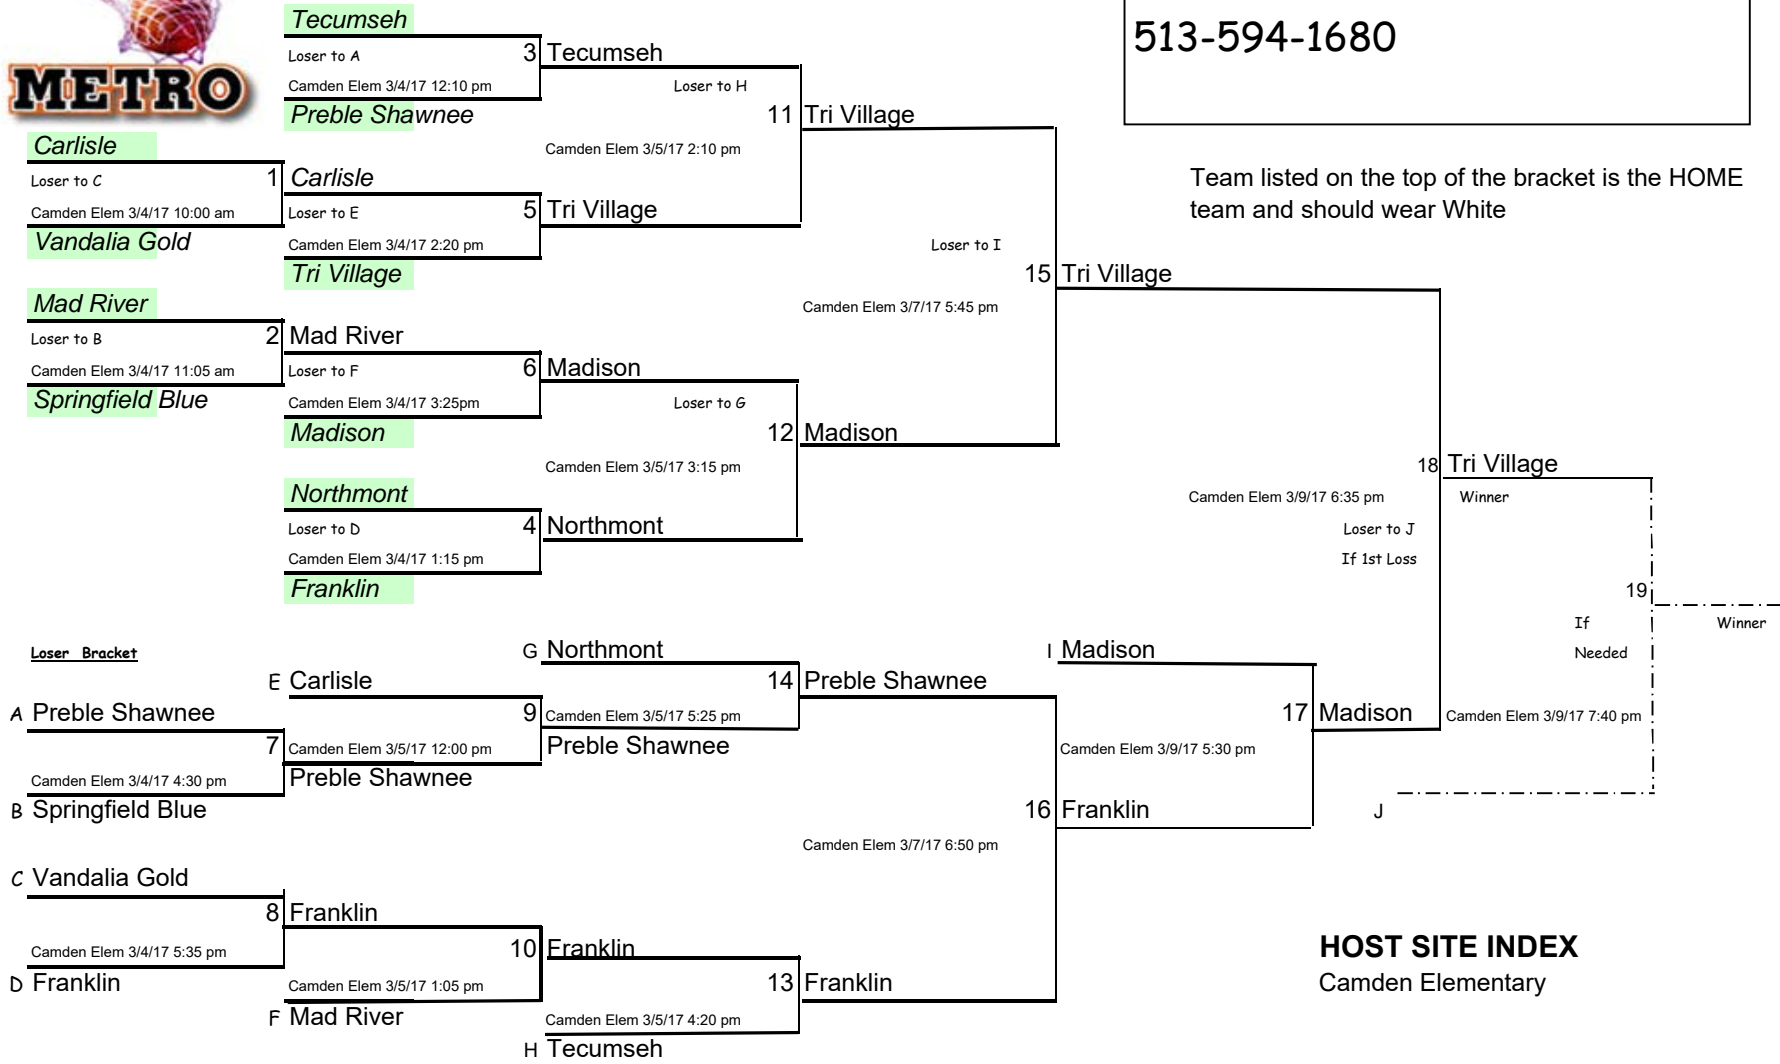 METRO
513-594-1680
Team listed on the top of the bracket is the HOME
team and should wear White
Tecumseh
Loser to A
3 Tecumseh
Camden Elem 3/4/17 12:10 pm
Preble Shawnee
Loser to H
11 Tri Village
Camden Elem 3/5/17 2:10 pm
Carlisle
Loser to C
1 Carlisle
Camden Elem 3/4/17 10:00 am
Vandalia Gold
Loser to E
5 Tri Village
Camden Elem 3/4/17 2:20 pm
Tri Village
Loser to I
15 Tri Village
Camden Elem 3/7/17 5:45 pm
Mad River
Loser to B
2 Mad River
Camden Elem 3/4/17 11:05 am
Springfield Blue
Loser to F
6 Madison
Camden Elem 3/4/17 3:25pm
Madison
Loser to G
12 Madison
Camden Elem 3/5/17 3:15 pm
Northmont
Loser to D
4 Northmont
Camden Elem 3/4/17 1:15 pm
Franklin
18 Tri Village
Camden Elem 3/9/17 6:35 pm
Winner
Loser to J
If 1st Loss
19
If
Needed
Winner
Camden Elem 3/9/17 7:40 pm
J
Loser Bracket
G Northmont
I Madison
E Carlisle
14 Preble Shawnee
A Preble Shawnee
9 Camden Elem 3/5/17 5:25 pm
17 Madison
7 Camden Elem 3/5/17 12:00 pm
Preble Shawnee
Camden Elem 3/9/17 5:30 pm
Camden Elem 3/4/17 4:30 pm
Preble Shawnee
B Springfield Blue
16 Franklin
Camden Elem 3/7/17 6:50 pm
C Vandalia Gold
8 Franklin
Camden Elem 3/4/17 5:35 pm
10 Franklin
D Franklin
Camden Elem 3/5/17 1:05 pm
13 Franklin
F Mad River
Camden Elem 3/5/17 4:20 pm
H Tecumseh
HOST SITE INDEX
Camden Elementary